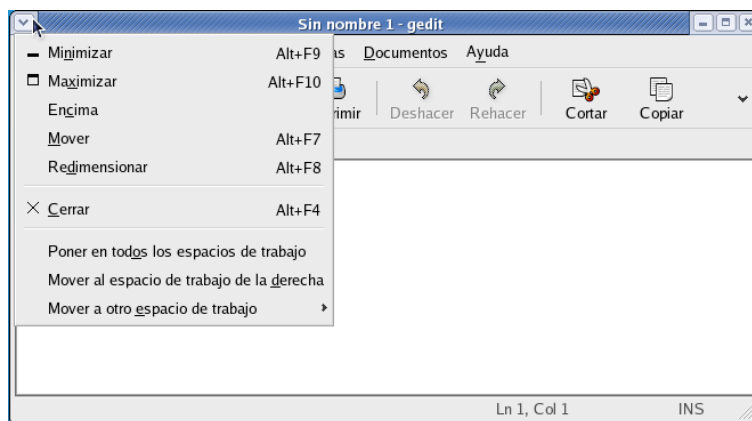 Sin nombre 1 - gedit
Minimizar Alt+F9
Maximizar Alt+F10
Encima
Mover Alt+F7
Redimensionar Alt+F8
Cerrar Alt+F4
Poner en todos los espacios de trabajo
Mover al espacio de trabajo de la derecha
Mover a otro espacio de trabajo
Documentos Ayuda
Deshacer Rehacer Cortar Copiar
Ln 1, Col 1 INS